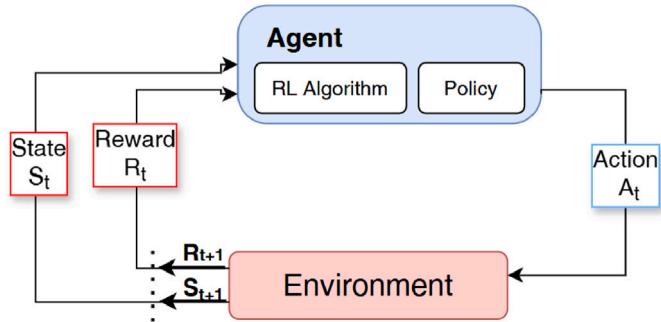 Agent
RL Algorithm
Policy
State
Sₜ
Reward
Rₜ
Action
Aₜ
Rₜ₊₁
Sₜ₊₁
Environment